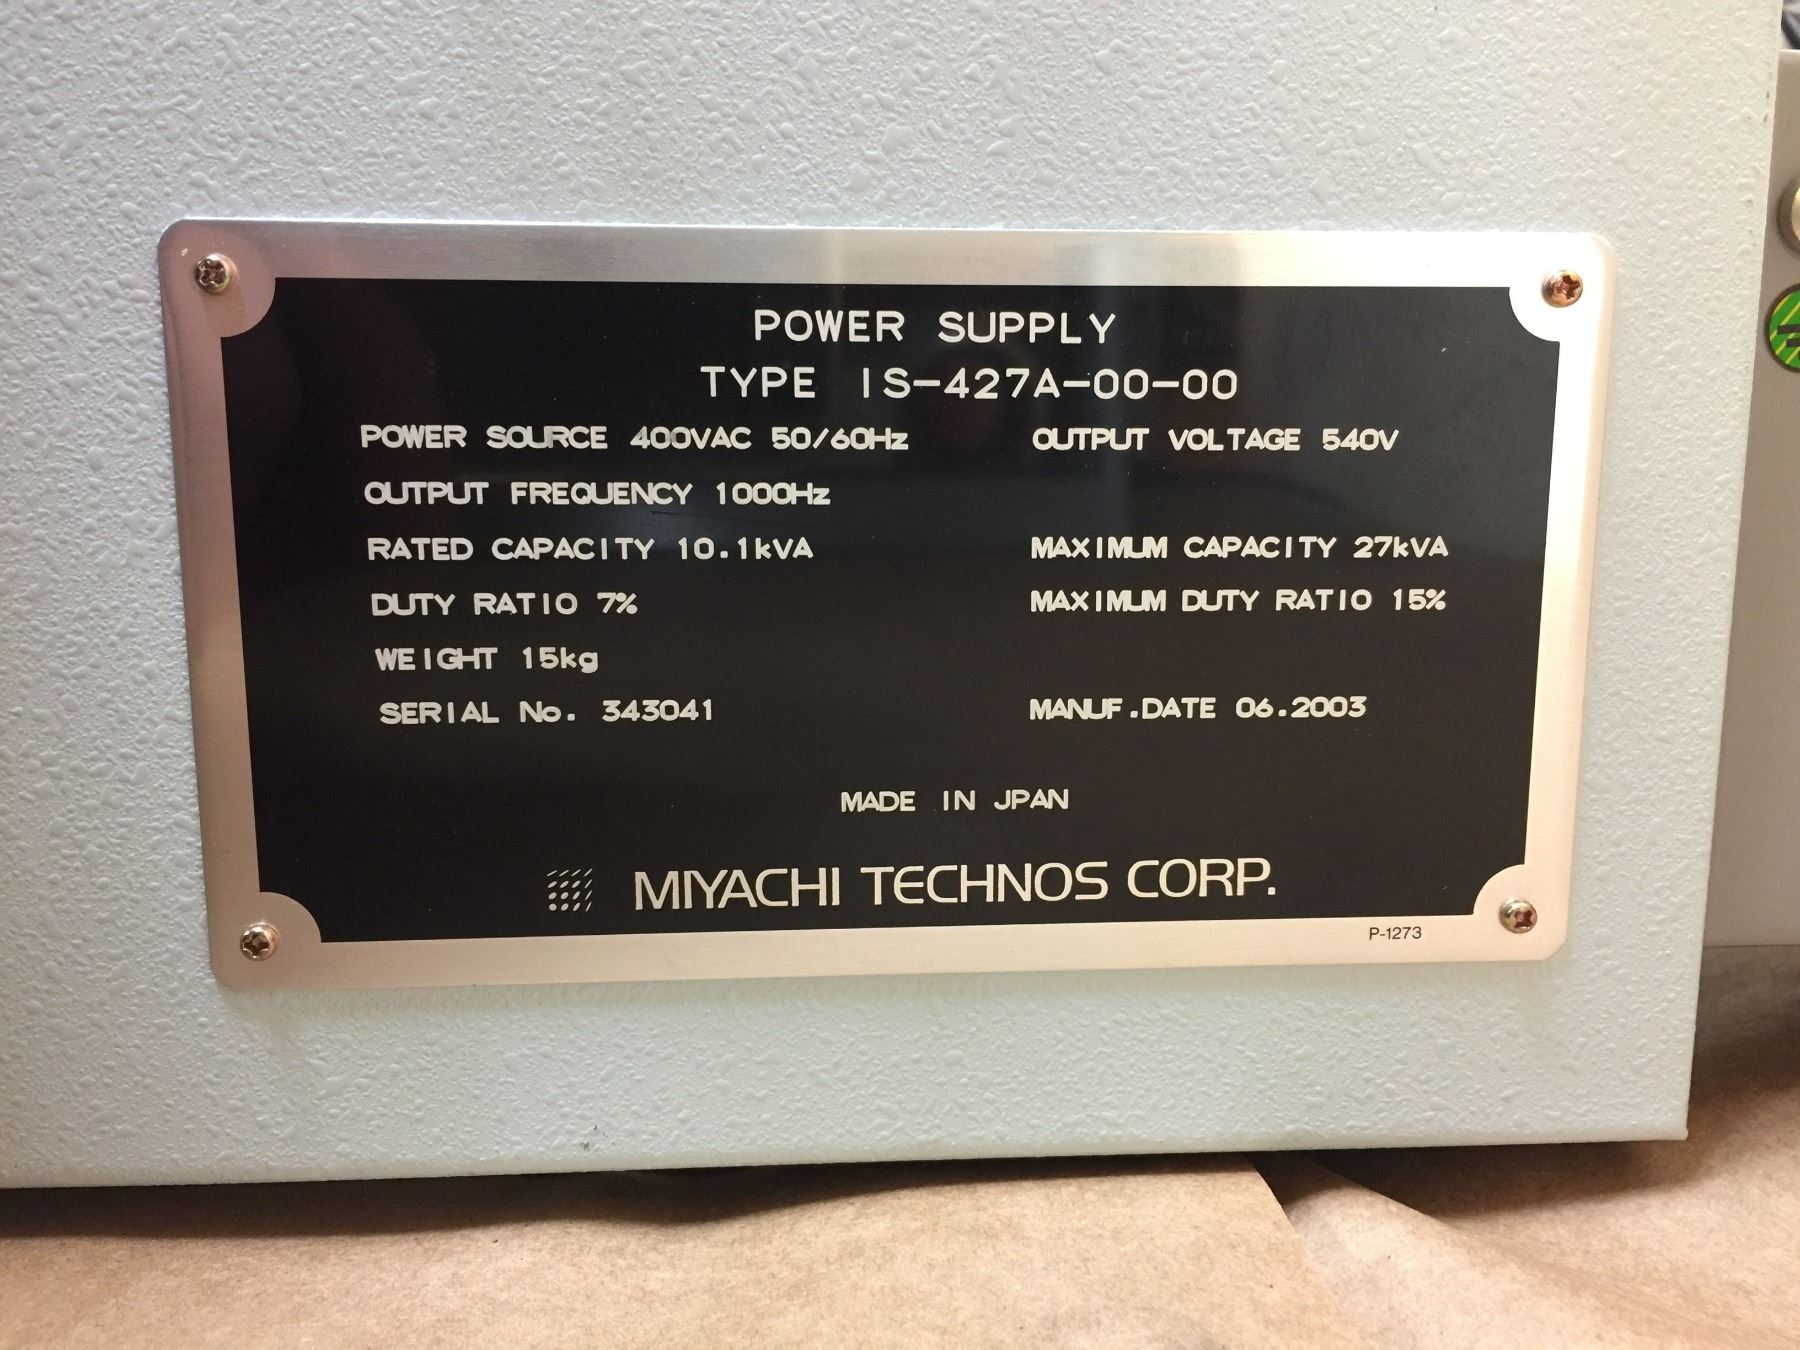 POWER SUPPLY
TYPE IS-427A-00-00
POWER SOURCE 400VAC 50/60Hz OUTPUT VOLTAGE 540V
OUTPUT FREQUENCY 1000Hz
RATED CAPACITY 10.1kVA MAXIMUM CAPACITY 27kVA
DUTY RATIO 7% MAXIMUM DUTY RATIO 15%
WEIGHT 15kg
SERIAL No. 343041 MANUF.DATE 06.2003
MADE IN JPAN
MIYACHI TECHNOS CORP.
P-1273